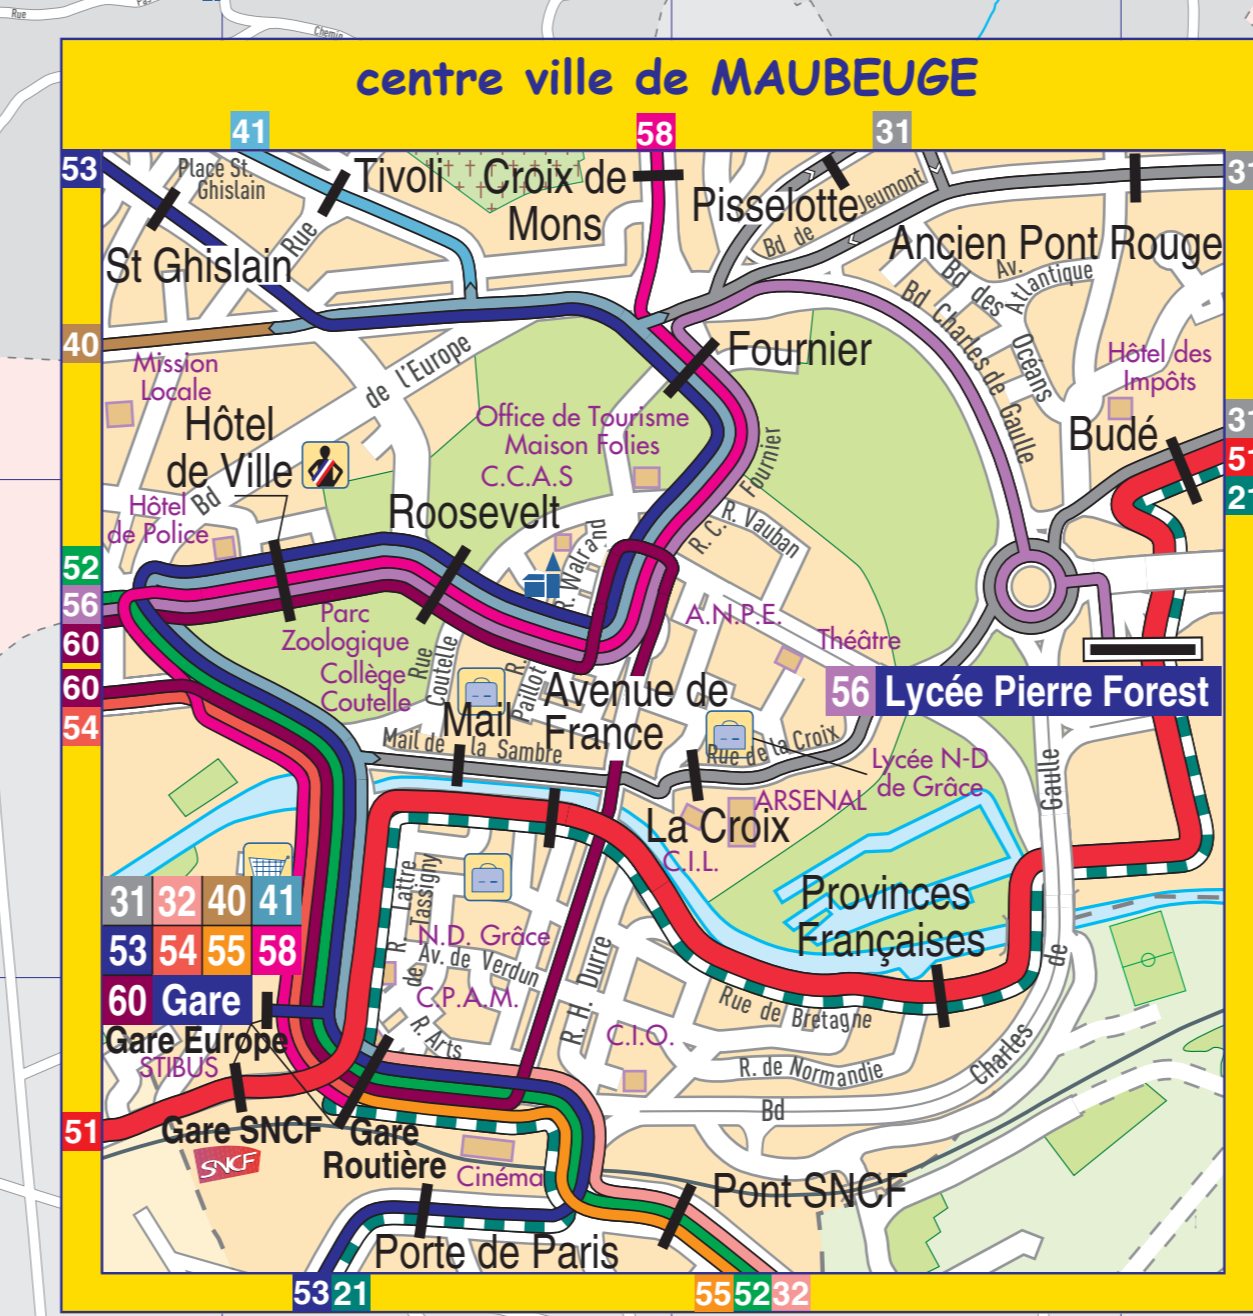 Rue
Chemin
centre ville de MAUBEUGE
41
58
31
53
Place St.
Ghislain
Tivoli
Croix de
Mons
Pisselotte
Jeumont
Bd de
31
Rue
St Ghislain
Ancien Pont Rouge
Bd des
Océans
Av.
Atlantique
Bd Charles de Gaulle
40
Mission
Locale
de l'Europe
Fournier
Hôtel des
Impôts
Hôtel
de Ville
Office de Tourisme
Maison Folies
C.C.A.S
Budé
31
51
21
Hôtel
de Police
Bd
Roosevelt
R. C. Fournier
R. Vauban
R. Walrand
52
56
60
Parc
Zoologique
Collège
Coutelle
Rue
Coutelle
R.
Paillot
A.N.P.E.
Théâtre
60
54
56 Lycée Pierre Forest
Avenue de
France
Mail
Mail de la Sambre
Rue de la Croix
Lycée N-D
de Grâce
ARSENAL
La Croix
C.I.L.
Gaulle
31 32 40 41
53 54 55 58
60 Gare
R. Lattre
de Tassigny
N.D. Grâce
Av. de Verdun
C.P.A.M.
R. H. Durre
Provinces
Françaises
de
Rue de Bretagne
Gare Europe
STIBUS
R. Arts
C.I.O.
R. de Normandie
Charles
Bd
51
Gare SNCF
SNCF
Gare
Routière
Cinéma
Pont SNCF
Porte de Paris
53 21
55 52 32